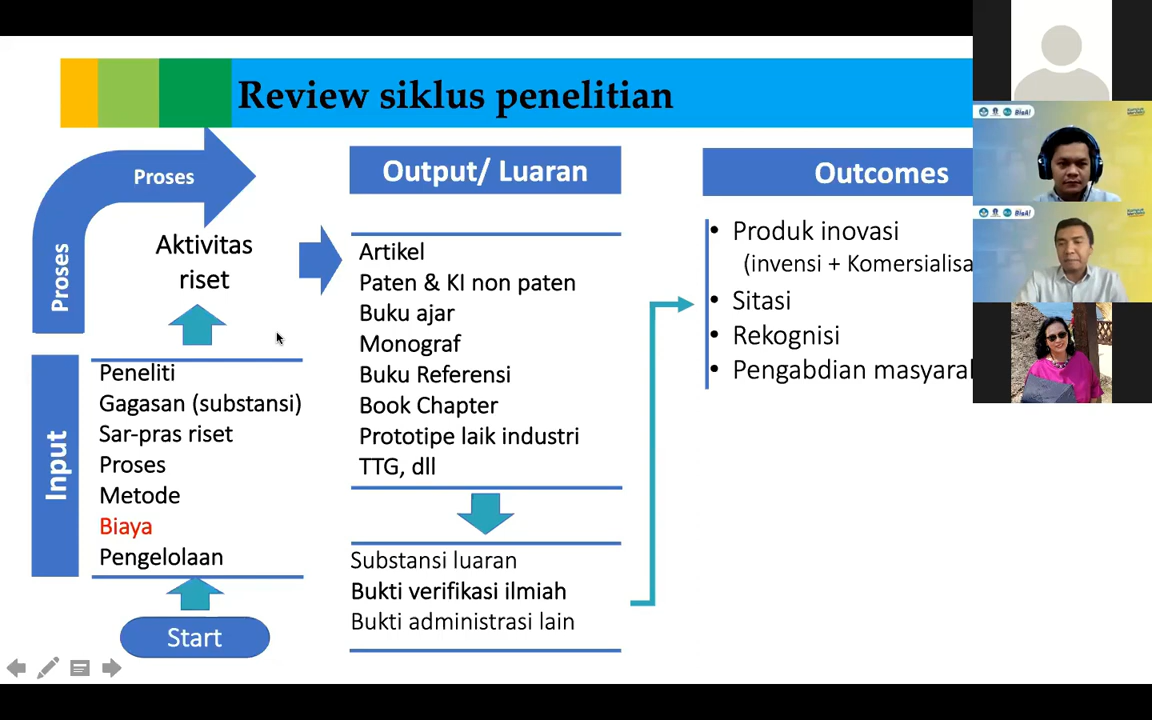 Review siklus penelitian
Proses
Proses
Aktivitas
riset
Input
Peneliti
Gagasan (substansi)
Sar-pras riset
Proses
Metode
Biaya
Pengelolaan
Start
Output/ Luaran
Artikel
Paten & KI non paten
Buku ajar
Monograf
Buku Referensi
Book Chapter
Prototipe laik industri
TTG, dll
Substansi luaran
Bukti verifikasi ilmiah
Bukti administrasi lain
Outcomes
• Produk inovasi
(invensi + Komersialisa
• Sitasi
• Rekognisi
• Pengabdian masyaral